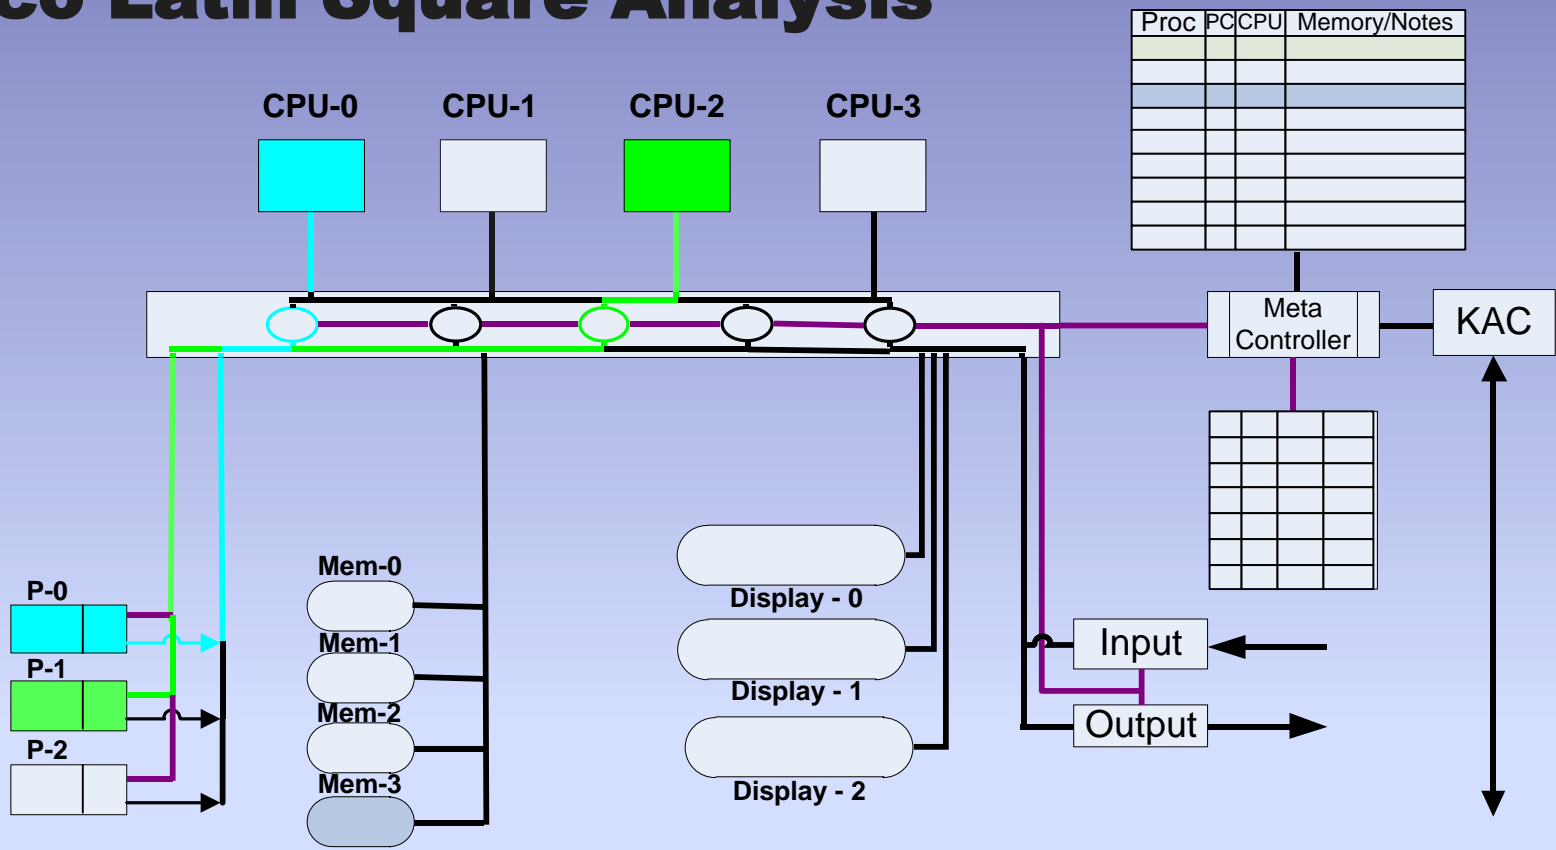 Latin Square Analysis
Proc PC CPU Memory/Notes
CPU-0 CPU-1 CPU-2 CPU-3
Meta
Controller
KAC
P-0
P-1
P-2
Mem-0
Mem-1
Mem-2
Mem-3
Display - 0
Display - 1
Display - 2
Input
Output